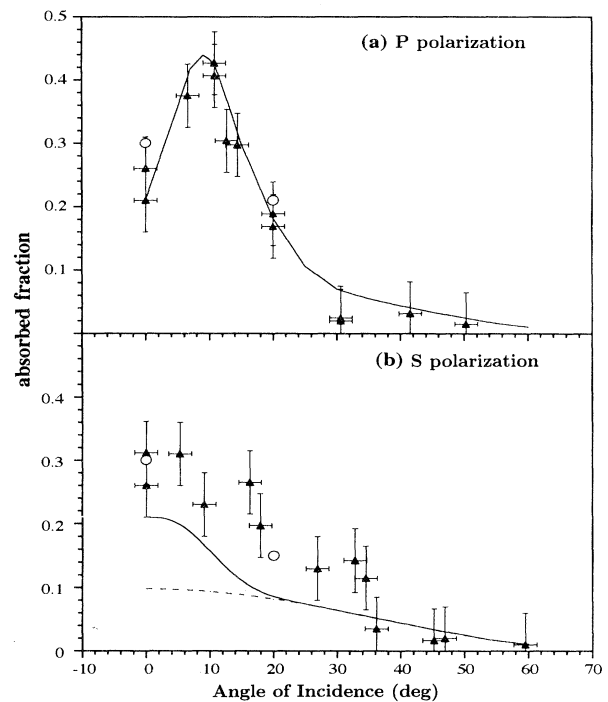 0.5
(a) P polarization
0.4
0.3
0.2
0.1
absorbed fraction
(b) S polarization
0.4
0.3
0.2
0.1
0
-10 0 10 20 30 40 50 60 70
Angle of Incidence (deg)